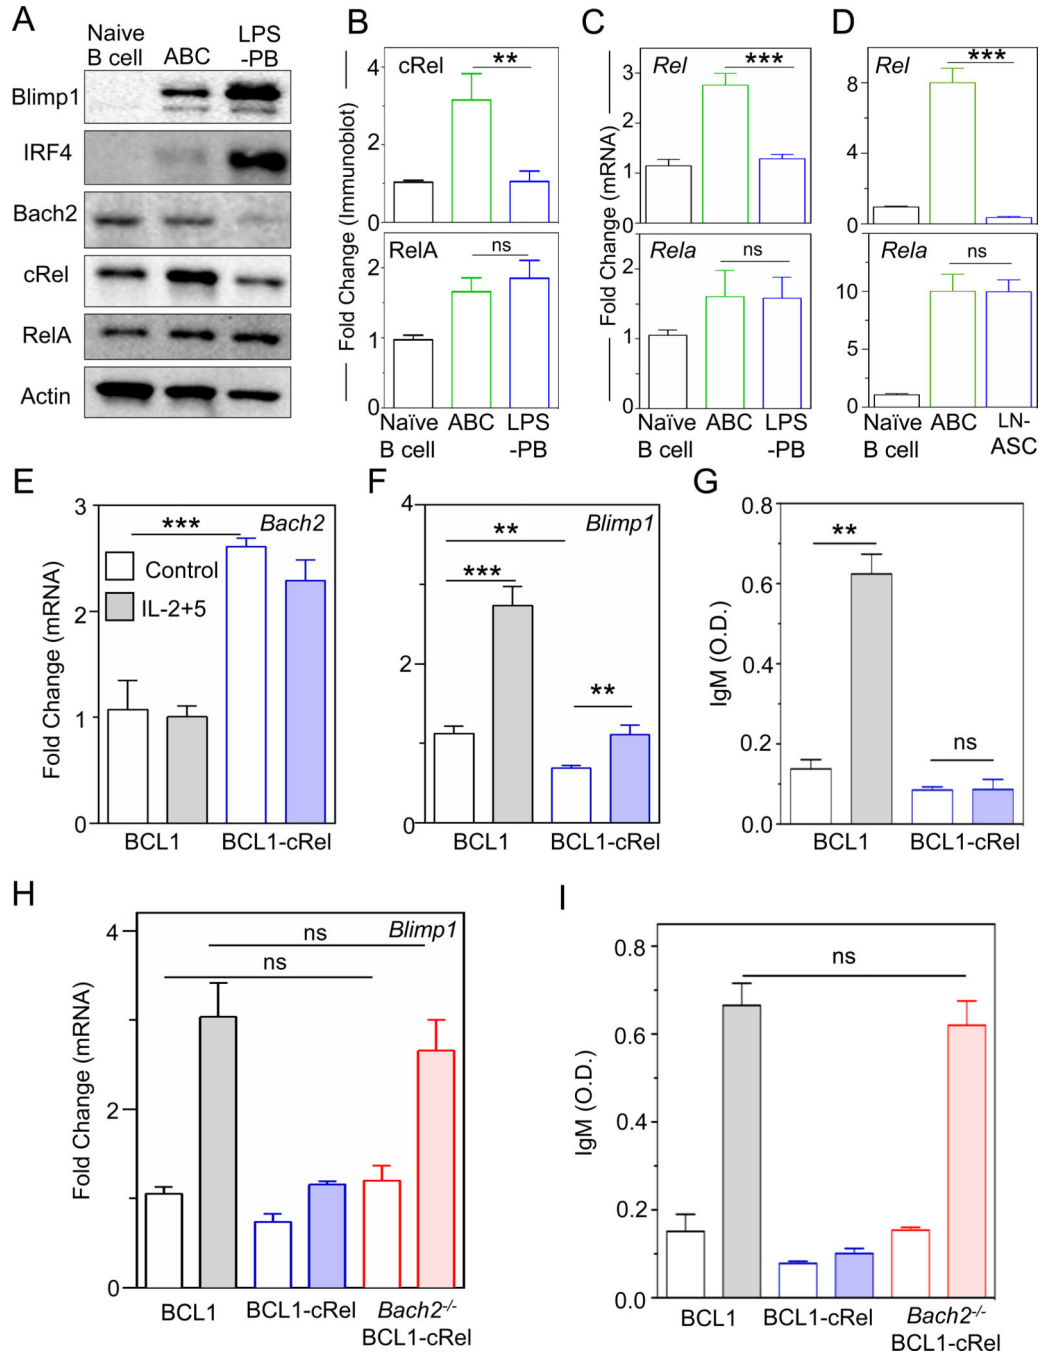 A
Naive
B cell
ABC
LPS
-PB
Blimp1
IRF4
Bach2
cRel
RelA
Actin
B
Fold Change (Immunoblot)
cRel
**
4
2
0
RelA
ns
2
1
0
Naïve
B cell
ABC
LPS
-PB
C
Fold Change (mRNA)
Rel
***
3
2
1
0
Rela
ns
2
1
0
Naïve
B cell
ABC
LPS
-PB
D
Rel
***
8
4
0
Rela
ns
10
5
0
Naïve
B cell
ABC
LN-
ASC
E
Fold Change (mRNA)
3
2
1
0
***
Bach2
Control
IL-2+5
BCL1
BCL1-cRel
F
4
2
0
Blimp1
**
***
**
BCL1
BCL1-cRel
G
IgM (O.D.)
0.8
0.6
0.4
0.2
0.0
**
ns
BCL1
BCL1-cRel
H
Fold Change (mRNA)
4
2
0
ns
Blimp1
ns
BCL1
BCL1-cRel
Bach2-/-
BCL1-cRel
I
IgM (O.D.)
0.8
0.6
0.4
0.2
0.0
ns
BCL1
BCL1-cRel
Bach2-/-
BCL1-cRel